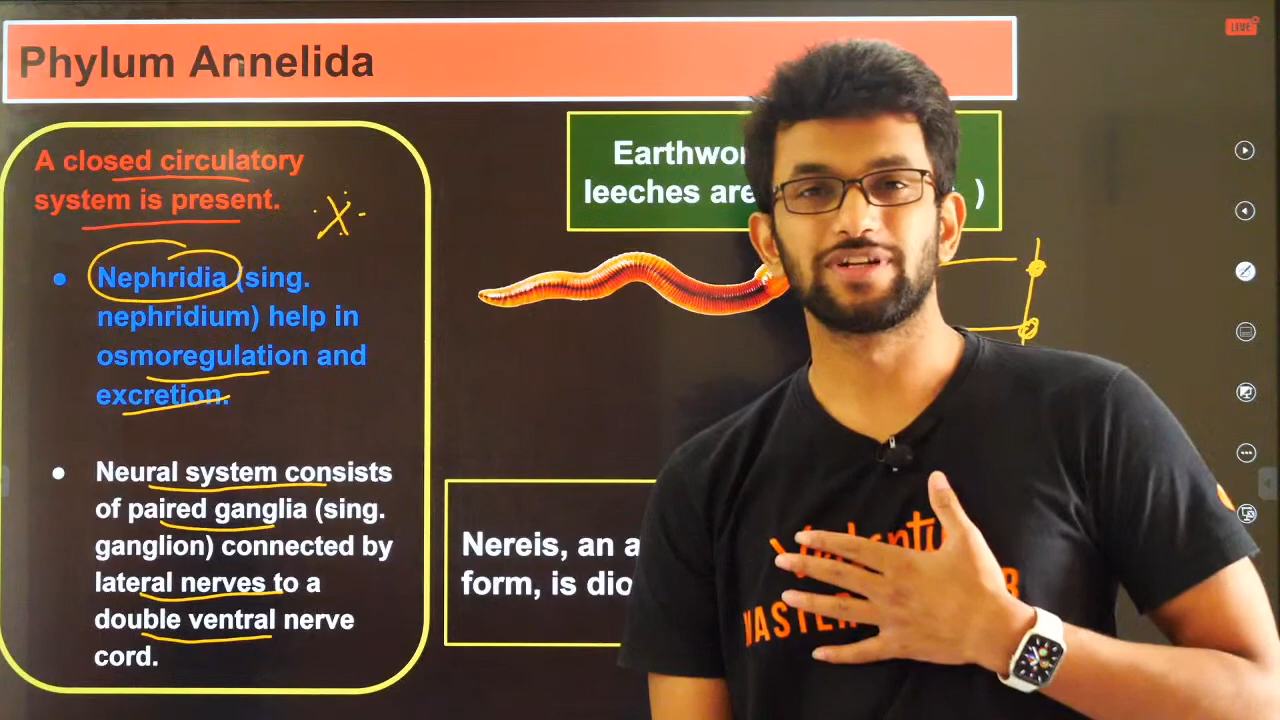 LIVE
Phylum Annelida
A closed circulatory
system is present.
X
Nephridia (sing.
nephridium) help in
osmoregulation and
excretion.
Neural system consists
of paired ganglia (sing.
ganglion) connected by
lateral nerves to a
double ventral nerve
cord.
leeches are )
Nereis, an
form, is